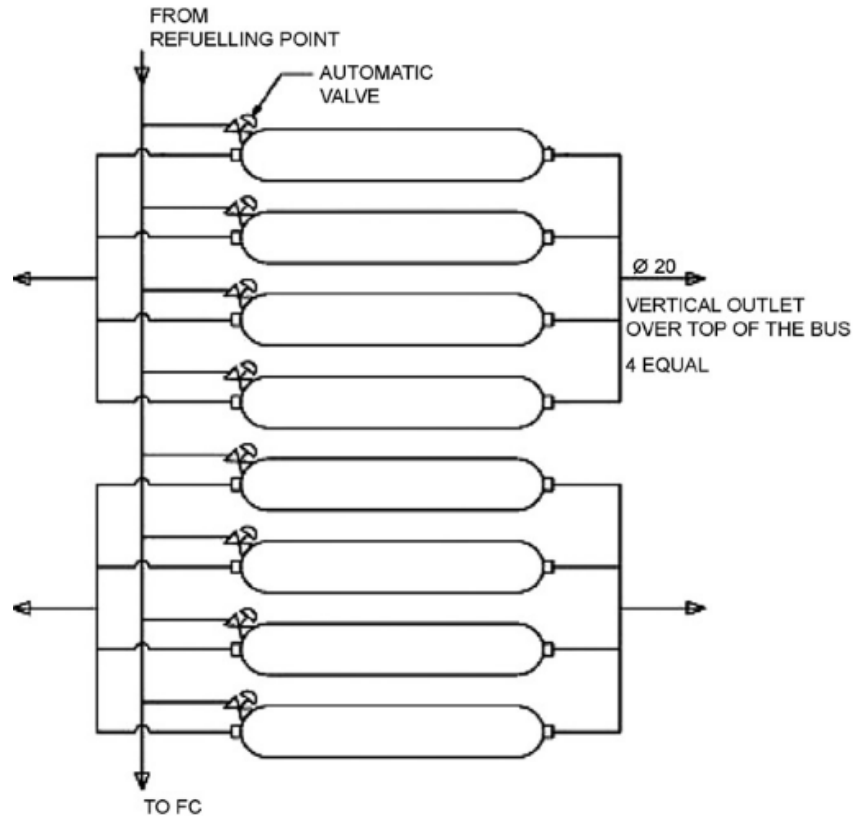 FROM
REFUELLING POINT
AUTOMATIC
VALVE
Ø 20
VERTICAL OUTLET
OVER TOP OF THE BUS
4 EQUAL
TO FC